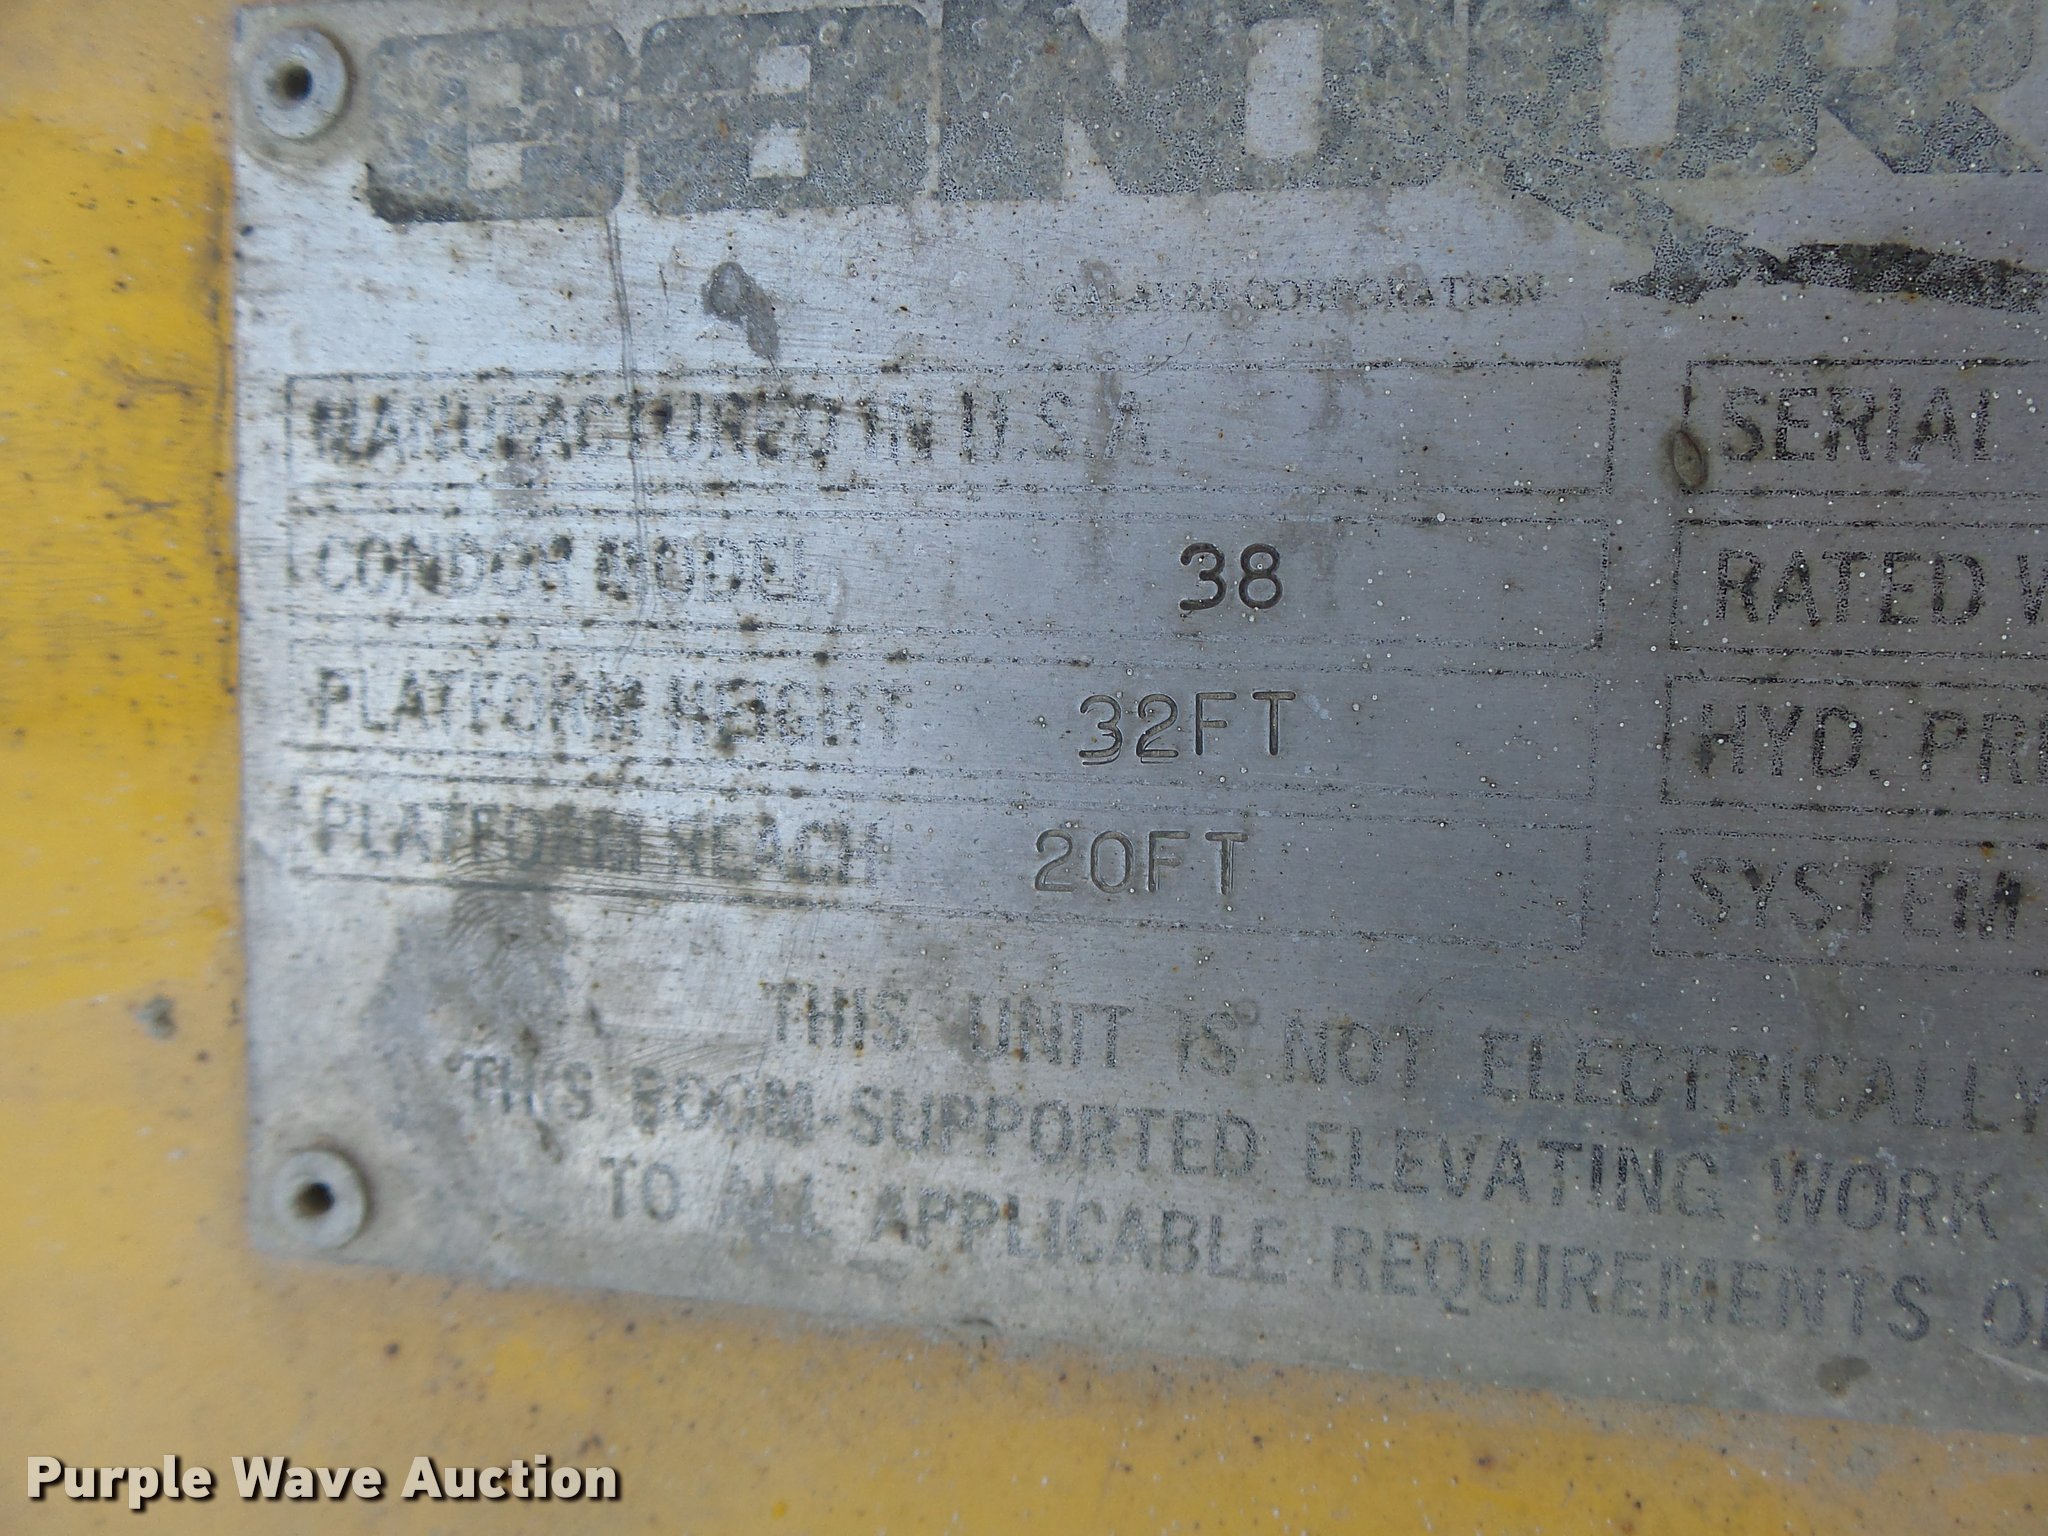 CALAVAR CORPORATION
MANUFACTURED IN U.S.A.
SERIAL
CONDOR MODEL 38
RATED
PLATFORM HEIGHT 32FT
HYD.
PLATFORM REACH 20FT
SYSTEM
THIS UNIT IS NOT ELECTRICALLY
THIS BOOM-SUPPORTED ELEVATING WORK
TO ALL APPLICABLE REQUIREMENTS
Purple Wave Auction